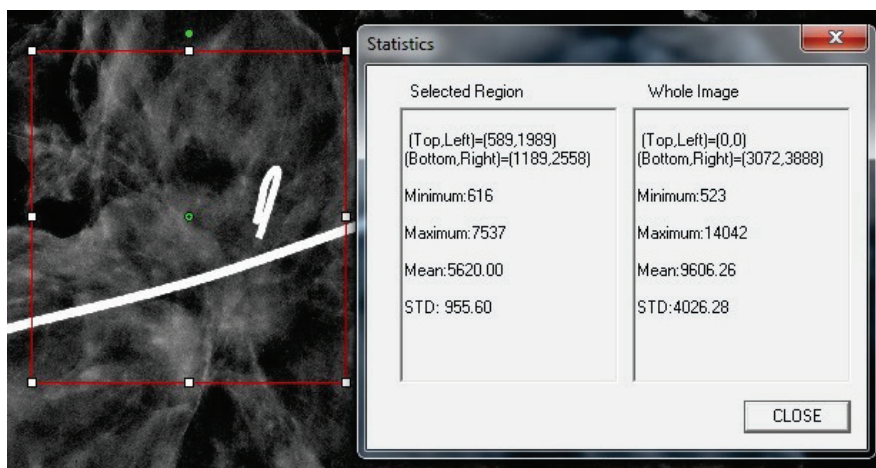 Statistics
Selected Region
(Top,Left)=(589,1989)
(Bottom,Right)=(1189,2558)
Minimum:616
Maximum:7537
Mean:5620.00
STD: 955.60
Whole Image
(Top,Left)=(0,0)
(Bottom,Right)=(3072,3888)
Minimum:523
Maximum:14042
Mean:9606.26
STD:4026.28
CLOSE